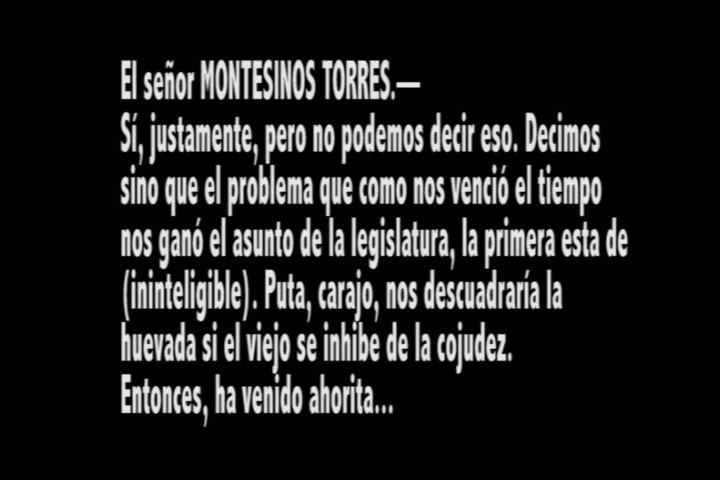 El señor MONTESINOS TORRES.—
Sí, justamente, pero no podemos decir eso. Decimos
sino que el problema que como nos venció el tiempo
nos ganó el asunto de la legislatura, la primera esta de
(ininteligible). Puta, carajo, nos descuadraría la
huevada si el viejo se inhibe de la cojudez.
Entonces, ha venido ahorita...